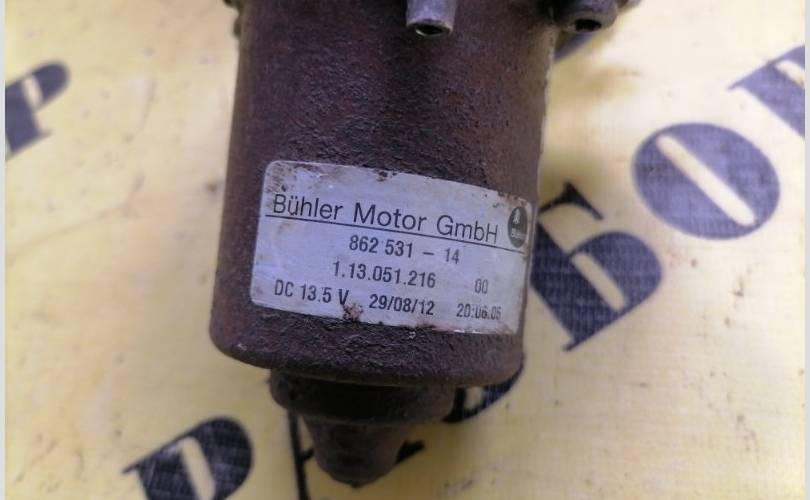 Bühler Motor GmbH
862 531 - 14
1.13.051.216 00
DC 13.5 V 29/08/12 20:06:05